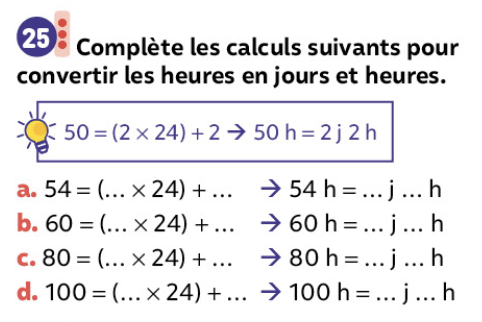 25 Complète les calculs suivants pour
convertir les heures en jours et heures.
50 = (2 × 24) + 2 → 50 h = 2 j 2 h
a. 54 = (... × 24) + ... → 54 h = ... j ... h
b. 60 = (... × 24) + ... → 60 h = ... j ... h
c. 80 = (... × 24) + ... → 80 h = ... j ... h
d. 100 = (... × 24) + ... → 100 h = ... j ... h